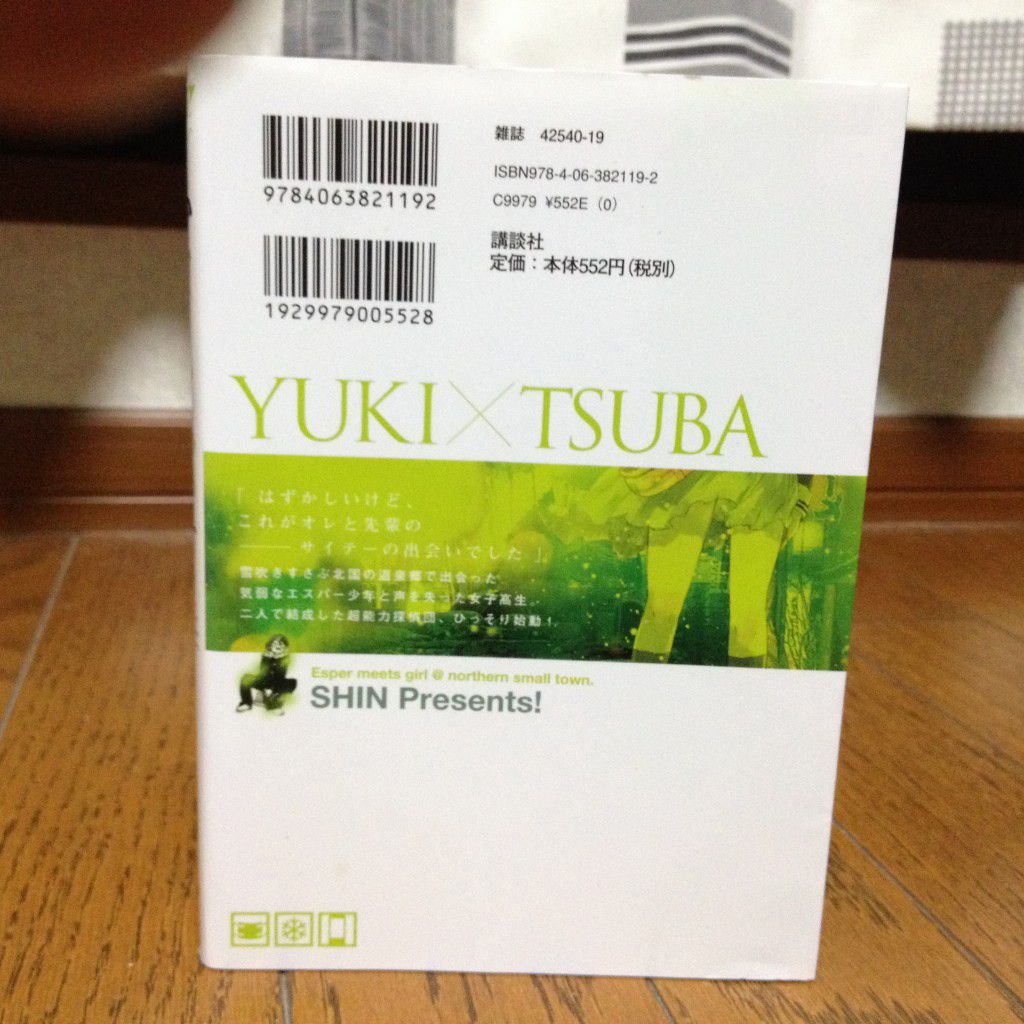 9784063821192
1929979005528
雑誌 42540-19
ISBN978-4-06-382119-2
C9979 ¥552E (0)
講談社
定価：本体552円(税別)
YUKI×TSUBA
「はずかしいけど、
これがオレと先輩の
――サイテーの出会いでした」
雪吹きすさぶ北国の温泉郷で出会った
気弱なエスパー少年と声を失った女子高生。
二人で結成した超能力探偵団、ひっそり始動！
Esper meets girl @ northern small town.
SHIN Presents!